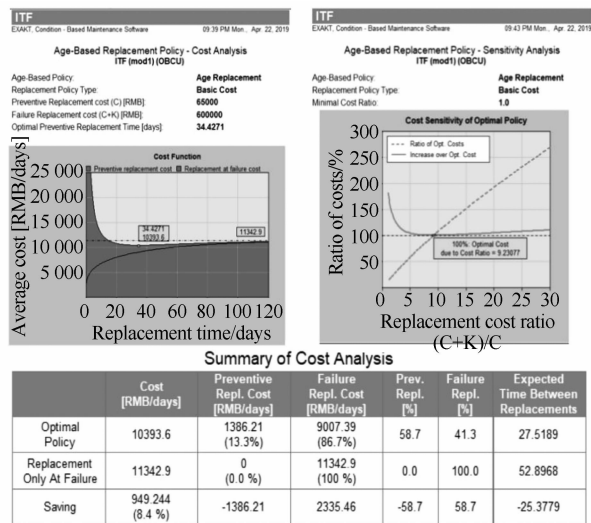 ITF
EXAKT, Condition - Based Maintenance Software 09:39 PM Mon., Apr. 22, 2019
Age-Based Replacement Policy - Cost Analysis
ITF (mod1) (OBCU)
Age-Based Policy: Age Replacement
Replacement Policy Type: Basic Cost
Preventive Replacement cost (C) [RMB]: 65000
Failure Replacement cost (C+K) [RMB]: 600000
Optimal Preventive Replacement Time [days]: 34.4271
Cost Function
Preventive replacement cost Replacement at failure cost
25 000
20 000
15 000
10 000
5 000
34.4271
10393.6
11342.9
Average cost [RMB/days]
0 20 40 60 80 100 120
Replacement time/days
ITF
EXAKT, Condition - Based Maintenance Software 09:43 PM Mon., Apr. 22, 2019
Age-Based Replacement Policy - Sensitivity Analysis
ITF (mod1) (OBCU)
Age-Based Policy: Age Replacement
Replacement Policy Type: Basic Cost
Minimal Cost Ratio: 1.0
Cost Sensitivity of Optimal Policy
300
250
200
150
100
50
Ratio of Opt. Costs
Increase over Opt. Cost
100%: Optimal Cost
due to Cost Ratio = 9.23077
Ratio of costs/%
0 5 10 15 20 25 30
Replacement cost ratio
(C+K)/C
Summary of Cost Analysis
Cost [RMB/days] Preventive Repl. Cost [RMB/days] Failure Repl. Cost [RMB/days] Prev. Repl. [%] Failure Repl. [%] Expected Time Between Replacements
Optimal Policy 10393.6 1386.21 (13.3%) 9007.39 (86.7%) 58.7 41.3 27.5189
Replacement Only At Failure 11342.9 0 (0.0 %) 11342.9 (100 %) 0.0 100.0 52.8968
Saving 949.244 (8.4 %) -1386.21 2335.46 -58.7 58.7 -25.3779